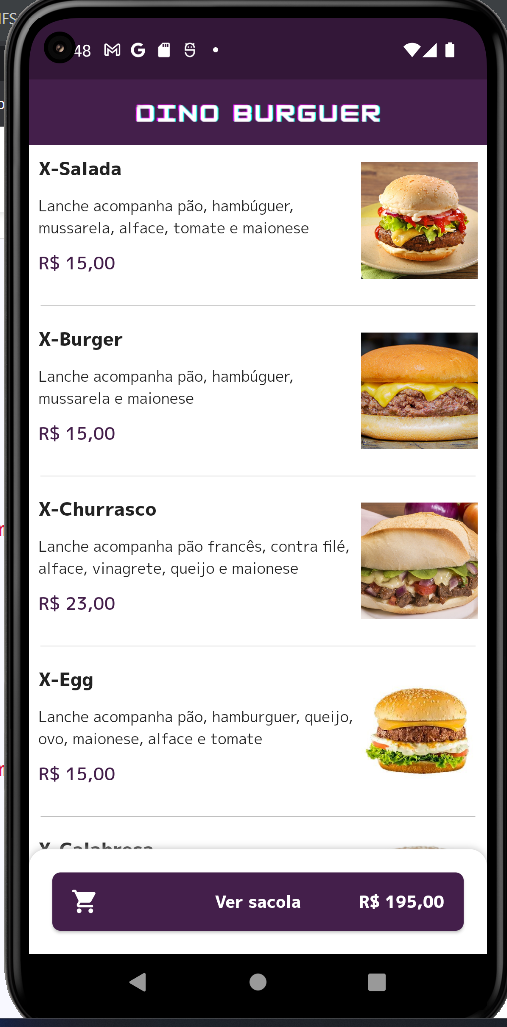 48
DINO BURGUER
X-Salada
Lanche acompanha pão, hambúguer,
mussarela, alface, tomate e maionese
R$ 15,00
X-Burger
Lanche acompanha pão, hambúguer,
mussarela e maionese
R$ 15,00
X-Churrasco
Lanche acompanha pão francês, contra filé,
alface, vinagrete, queijo e maionese
R$ 23,00
X-Egg
Lanche acompanha pão, hamburguer, queijo,
ovo, maionese, alface e tomate
R$ 15,00
X-Calabresa
Ver sacola R$ 195,00